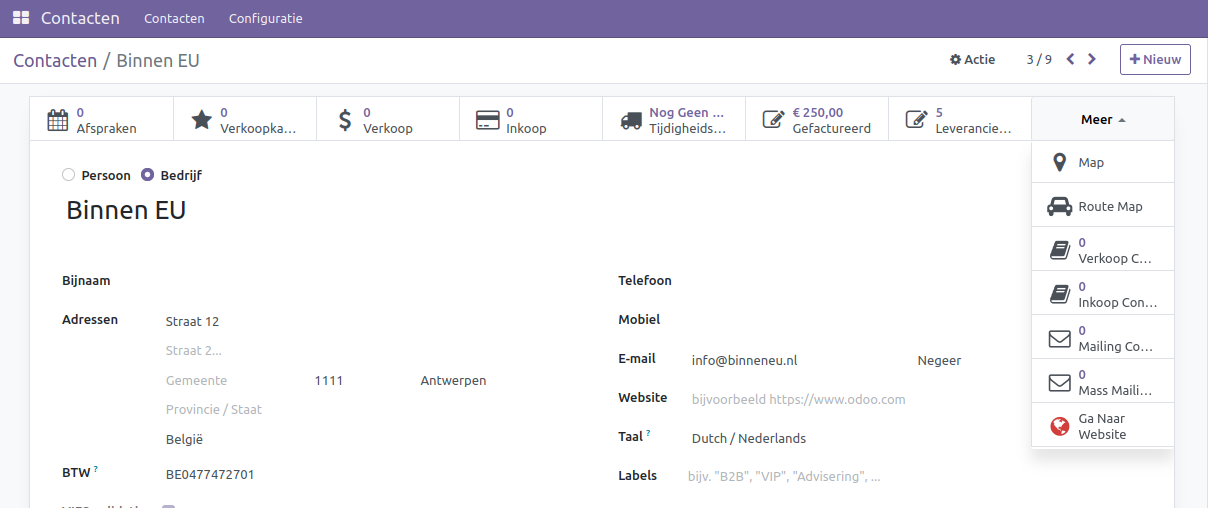 Contacten Contacten Configuratie
Contacten / Binnen EU Actie 3 / 9 Nieuw
0 Afspraken
0 Verkoopka...
0 Verkoop
0 Inkoop
Nog Geen ... Tijdigheids...
€ 250,00 Gefactureerd
5 Leverancie...
Meer
Map
Route Map
0
Verkoop C...
0
Inkoop Con...
0
Mailing Co...
0
Mass Maili...
Ga Naar
Website
Persoon Bedrijf
Binnen EU
Bijnaam
Adressen Straat 12
Straat 2...
Gemeente 1111 Antwerpen
Provincie / Staat
België
BTW ? BE0477472701
Telefoon
Mobiel
E-mail info@binneneu.nl Negeer
Website bijvoorbeeld https://www.odoo.com
Taal ? Dutch / Nederlands
Labels bijv. "B2B", "VIP", "Advisering", ...